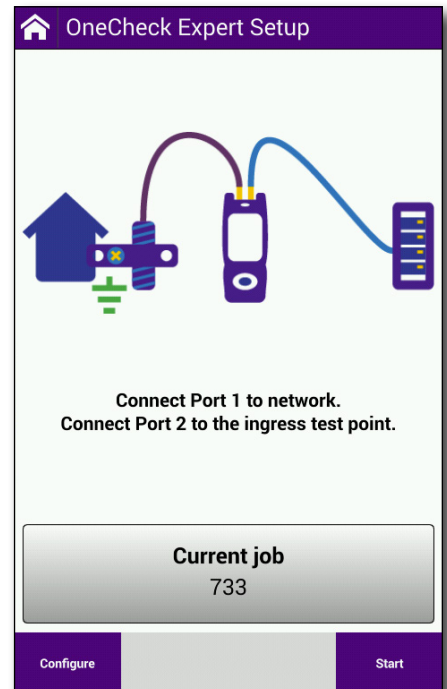 OneCheck Expert Setup
Connect Port 1 to network.
Connect Port 2 to the ingress test point.
Current job
733
Configure
Start